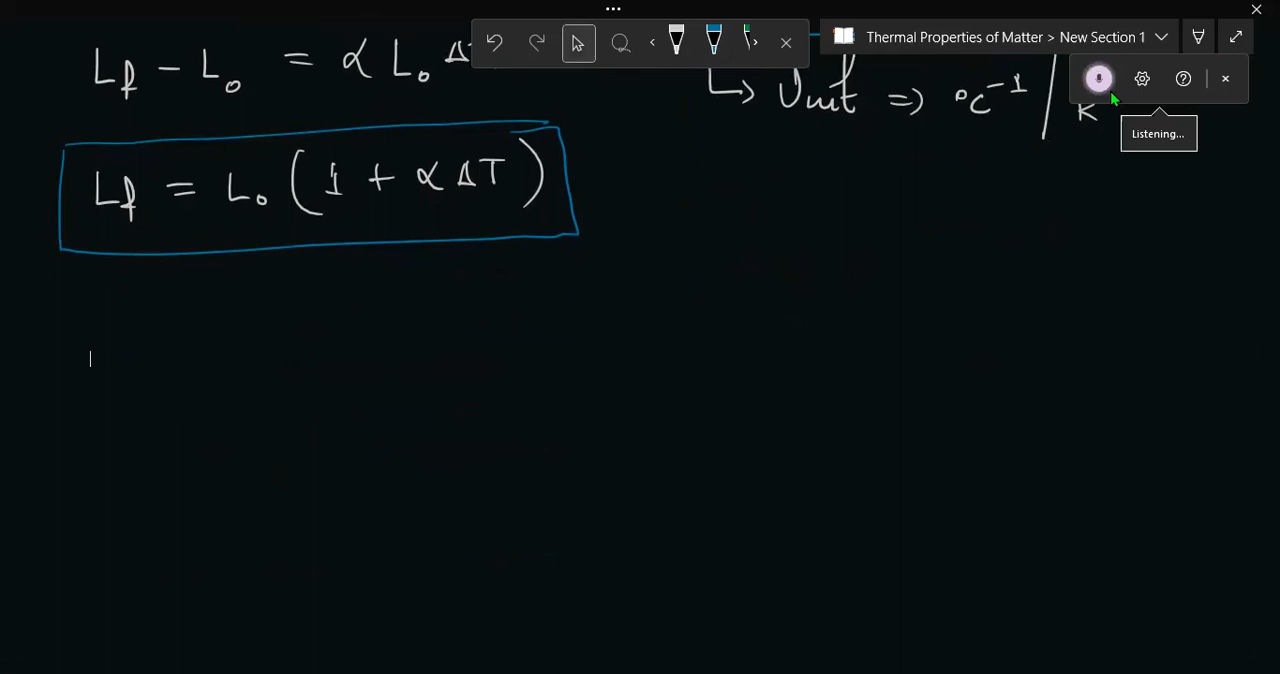 Thermal Properties of Matter > New Section 1
Lf - L₀ = α L₀ Δ
↳ Unit ⇒ °C⁻¹ / K
Listening...
Lf = L₀ (1 + α ΔT)